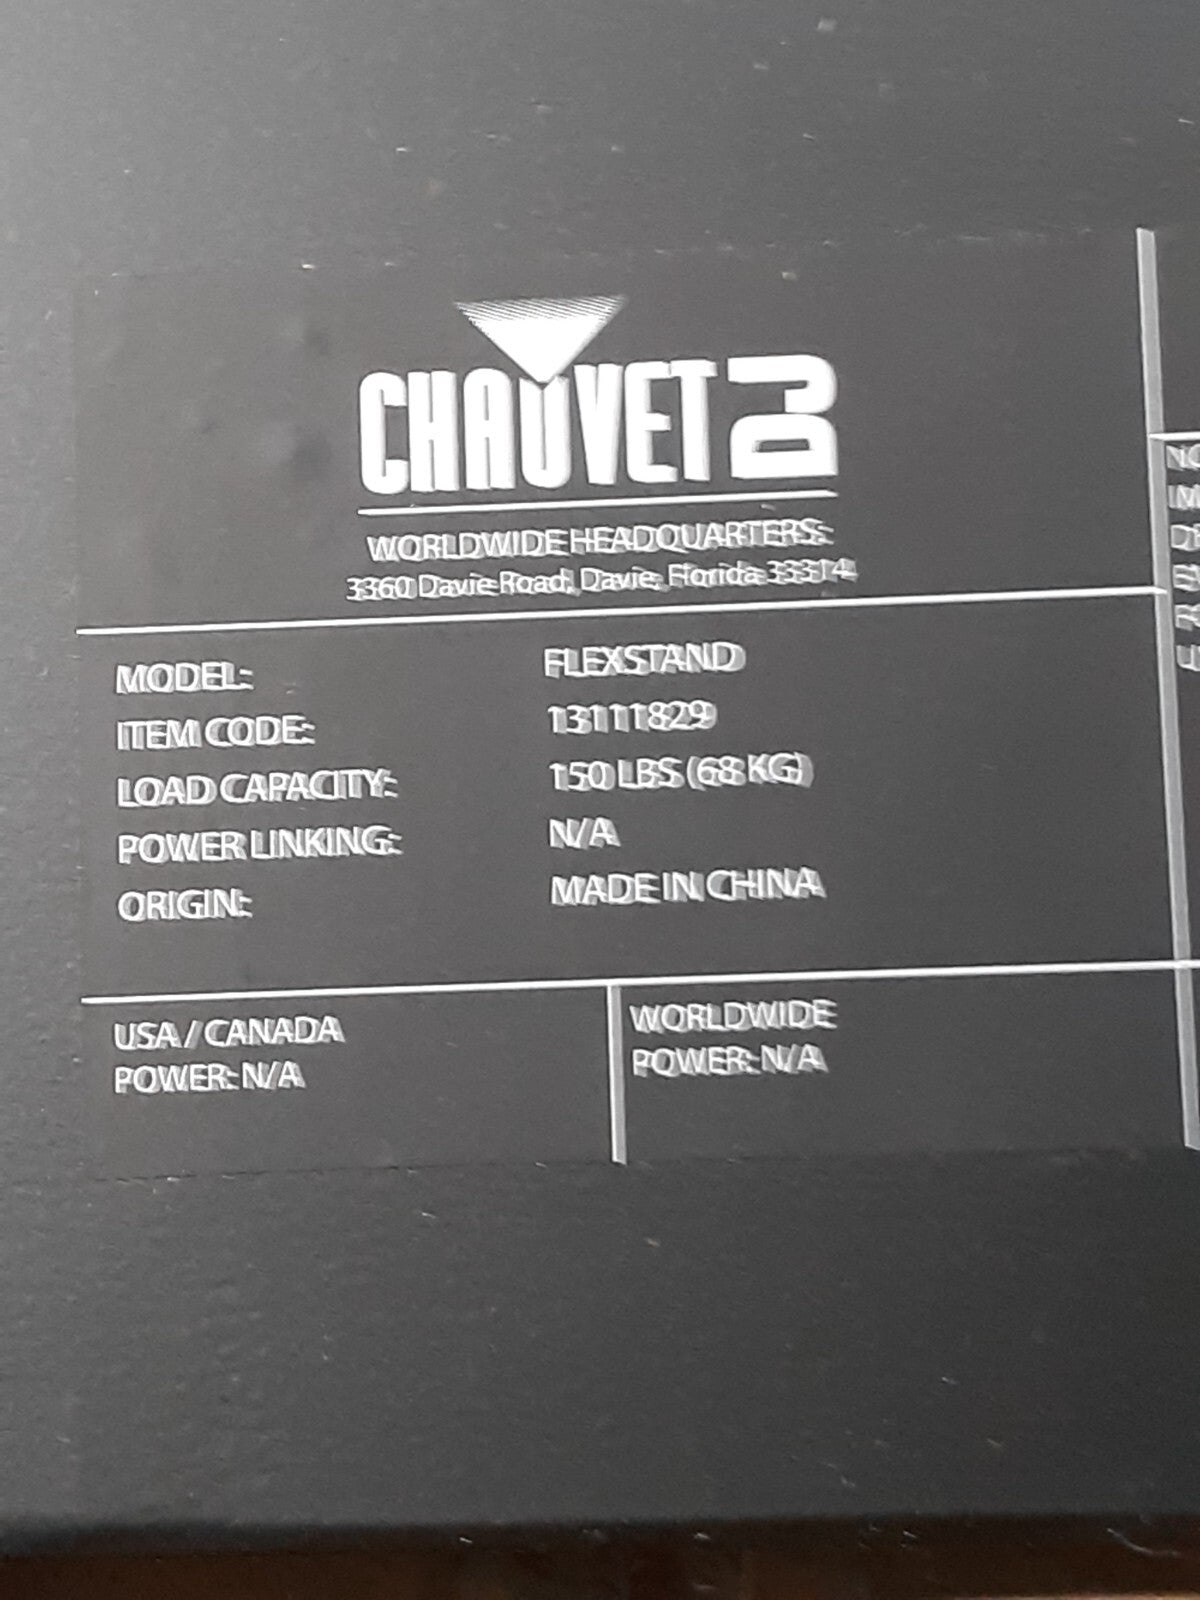 CHAUVET DJ
WORLDWIDE HEADQUARTERS:
3360 Davie Road, Davie, Florida 33314
MODEL: FLEXSTAND
ITEM CODE: 13111829
LOAD CAPACITY: 150 LBS (68 KG)
POWER LINKING: N/A
ORIGIN: MADE IN CHINA
USA / CANADA
POWER: N/A
WORLDWIDE
POWER: N/A